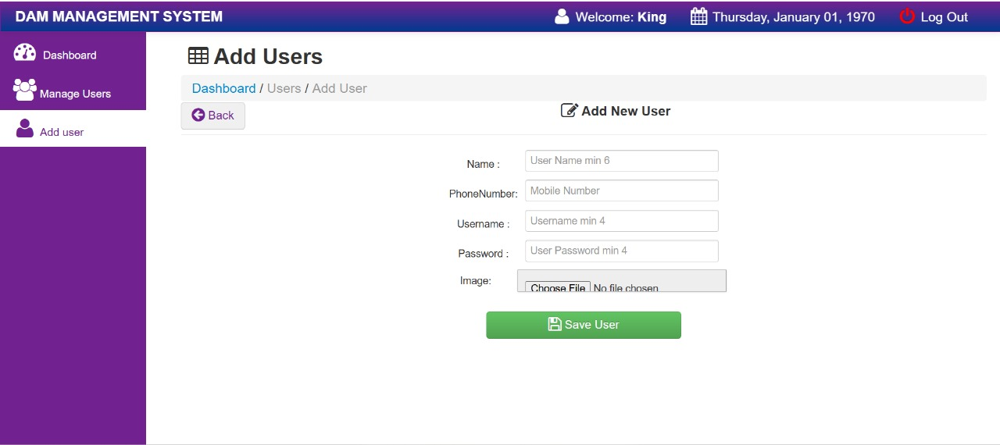 DAM MANAGEMENT SYSTEM
Welcome: King
Thursday, January 01, 1970
Log Out
Dashboard
Manage Users
Add user
Add Users
Dashboard / Users / Add User
Back
Add New User
Name :
User Name min 6
PhoneNumber:
Mobile Number
Username :
Username min 4
Password :
User Password min 4
Image:
Choose File No file chosen
Save User